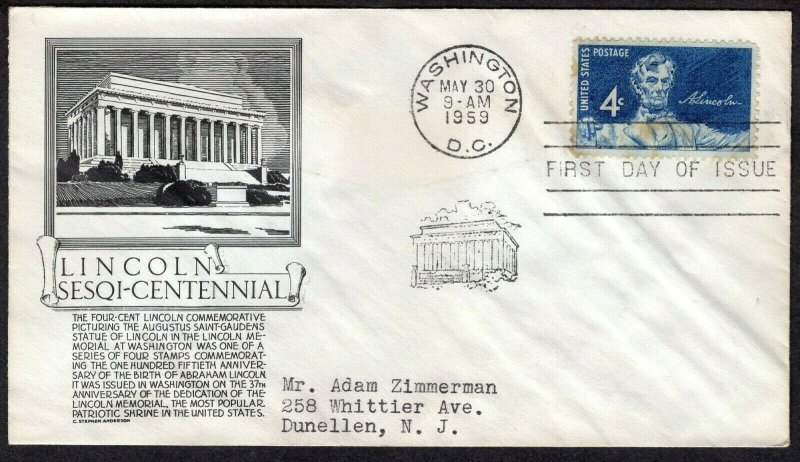 WASHINGTON
MAY 30
9-AM
1959
D.C.
UNITED STATES
POSTAGE
4c
A. Lincoln
FIRST DAY OF ISSUE
LINCOLN
SESQI-CENTENNIAL
THE FOUR-CENT LINCOLN COMMEMORATIVE
PICTURING THE AUGUSTUS SAINT-GAUDENS
STATUE OF LINCOLN IN THE LINCOLN ME-
MORIAL AT WASHINGTON WAS ONE OF A
SERIES OF FOUR STAMPS COMMEMORAT-
ING THE ONE HUNDRED FIFTIETH ANNIVER-
SARY OF THE BIRTH OF ABRAHAM LINCOLN.
IT WAS ISSUED IN WASHINGTON ON THE 37TH
ANNIVERSARY OF THE DEDICATION OF THE
LINCOLN MEMORIAL, THE MOST POPULAR
PATRIOTIC SHRINE IN THE UNITED STATES.
C. STEPHEN ANDERSON
Mr. Adam Zimmerman
258 Whittier Ave.
Dunellen, N. J.